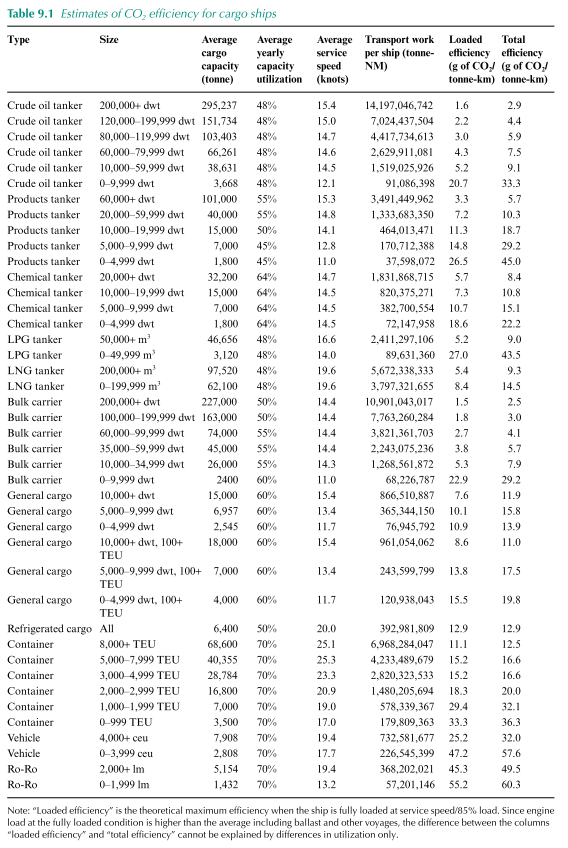 Table 9.1 Estimates of CO₂ efficiency for cargo ships
Type Size Average cargo capacity (tonne) Average yearly capacity utilization Average service speed (knots) Transport work per ship (tonne-NM) Loaded efficiency (g of CO₂/tonne-km) Total efficiency (g of CO₂/tonne-km)
Crude oil tanker 200,000+ dwt 295,237 48% 15.4 14,197,046,742 1.6 2.9
Crude oil tanker 120,000–199,999 dwt 151,734 48% 15.0 7,024,437,504 2.2 4.4
Crude oil tanker 80,000–119,999 dwt 103,403 48% 14.7 4,417,734,613 3.0 5.9
Crude oil tanker 60,000–79,999 dwt 66,261 48% 14.6 2,629,911,081 4.3 7.5
Crude oil tanker 10,000–59,999 dwt 38,631 48% 14.5 1,519,025,926 5.2 9.1
Crude oil tanker 0–9,999 dwt 3,668 48% 12.1 91,086,398 20.7 33.3
Products tanker 60,000+ dwt 101,000 55% 15.3 3,491,449,962 3.3 5.7
Products tanker 20,000–59,999 dwt 40,000 55% 14.8 1,333,683,350 7.2 10.3
Products tanker 10,000–19,999 dwt 15,000 50% 14.1 464,013,471 11.3 18.7
Products tanker 5,000–9,999 dwt 7,000 45% 12.8 170,712,388 14.8 29.2
Products tanker 0–4,999 dwt 1,800 45% 11.0 37,598,072 26.5 45.0
Chemical tanker 20,000+ dwt 32,200 64% 14.7 1,831,868,715 5.7 8.4
Chemical tanker 10,000–19,999 dwt 15,000 64% 14.5 820,375,271 7.3 10.8
Chemical tanker 5,000–9,999 dwt 7,000 64% 14.5 382,700,554 10.7 15.1
Chemical tanker 0–4,999 dwt 1,800 64% 14.5 72,147,958 18.6 22.2
LPG tanker 50,000+ m³ 46,656 48% 16.6 2,411,297,106 5.2 9.0
LPG tanker 0–49,999 m³ 3,120 48% 14.0 89,631,360 27.0 43.5
LNG tanker 200,000+ m³ 97,520 48% 19.6 5,672,338,333 5.4 9.3
LNG tanker 0–199,999 m³ 62,100 48% 19.6 3,797,321,655 8.4 14.5
Bulk carrier 200,000+ dwt 227,000 50% 14.4 10,901,043,017 1.5 2.5
Bulk carrier 100,000–199,999 dwt 163,000 50% 14.4 7,763,260,284 1.8 3.0
Bulk carrier 60,000–99,999 dwt 74,000 55% 14.4 3,821,361,703 2.7 4.1
Bulk carrier 35,000–59,999 dwt 45,000 55% 14.4 2,243,075,236 3.8 5.7
Bulk carrier 10,000–34,999 dwt 26,000 55% 14.3 1,268,561,872 5.3 7.9
Bulk carrier 0–9,999 dwt 2400 60% 11.0 68,226,787 22.9 29.2
General cargo 10,000+ dwt 15,000 60% 15.4 866,510,887 7.6 11.9
General cargo 5,000–9,999 dwt 6,957 60% 13.4 365,344,150 10.1 15.8
General cargo 0–4,999 dwt 2,545 60% 11.7 76,945,792 10.9 13.9
General cargo 10,000+ dwt, 100+ 18,000 60% 15.4 961,054,062 8.6 11.0
TEU
General cargo 5,000–9,999 dwt, 100+ 7,000 60% 13.4 243,599,799 13.8 17.5
TEU
General cargo 0–4,999 dwt, 100+ 4,000 60% 11.7 120,938,043 15.5 19.8
TEU
Refrigerated cargo All 6,400 50% 20.0 392,981,809 12.9 12.9
Container 8,000+ TEU 68,600 70% 25.1 6,968,284,047 11.1 12.5
Container 5,000–7,999 TEU 40,355 70% 25.3 4,233,489,679 15.2 16.6
Container 3,000–4,999 TEU 28,784 70% 23.3 2,820,323,533 15.2 16.6
Container 2,000–2,999 TEU 16,800 70% 20.9 1,480,205,694 18.3 20.0
Container 1,000–1,999 TEU 7,000 70% 19.0 578,339,367 29.4 32.1
Container 0–999 TEU 3,500 70% 17.0 179,809,363 33.3 36.3
Vehicle 4,000+ ceu 7,908 70% 19.4 732,581,677 25.2 32.0
Vehicle 0–3,999 ceu 2,808 70% 17.7 226,545,399 47.2 57.6
Ro-Ro 2,000+ lm 5,154 70% 19.4 368,202,021 45.3 49.5
Ro-Ro 0–1,999 lm 1,432 70% 13.2 57,201,146 55.2 60.3
Note: “Loaded efficiency” is the theoretical maximum efficiency when the ship is fully loaded at service speed/85% load. Since engine
load at the fully loaded condition is higher than the average including ballast and other voyages, the difference between the columns
“loaded efficiency” and “total efficiency” cannot be explained by differences in utilization only.